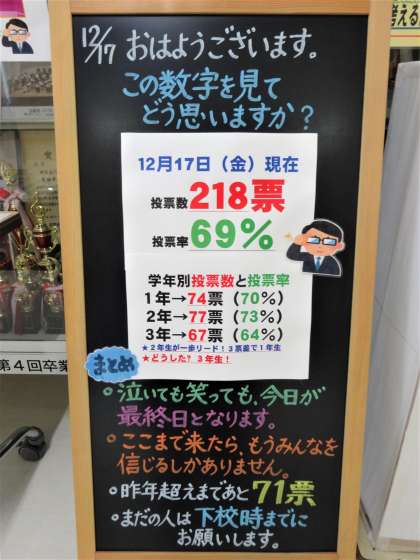 12/17 おはようございます。
この数字を見て
どう思いますか?
12月17日（金）現在
投票数218票
投票率69%
学年別投票数と投票率
1年→74票（70%）
2年→77票（73%）
3年→67票（64%）
★2年生が一歩リード！3票差で1年生
★どうした？3年生！
まとめ
○泣いても笑っても、今日が
最終日となります。
○ここまで来たら、もうみんなを
信じるしかありません。
○昨年超えまであと71票
○まだの人は下校時までに
お願いします。
第4回卒業
考える